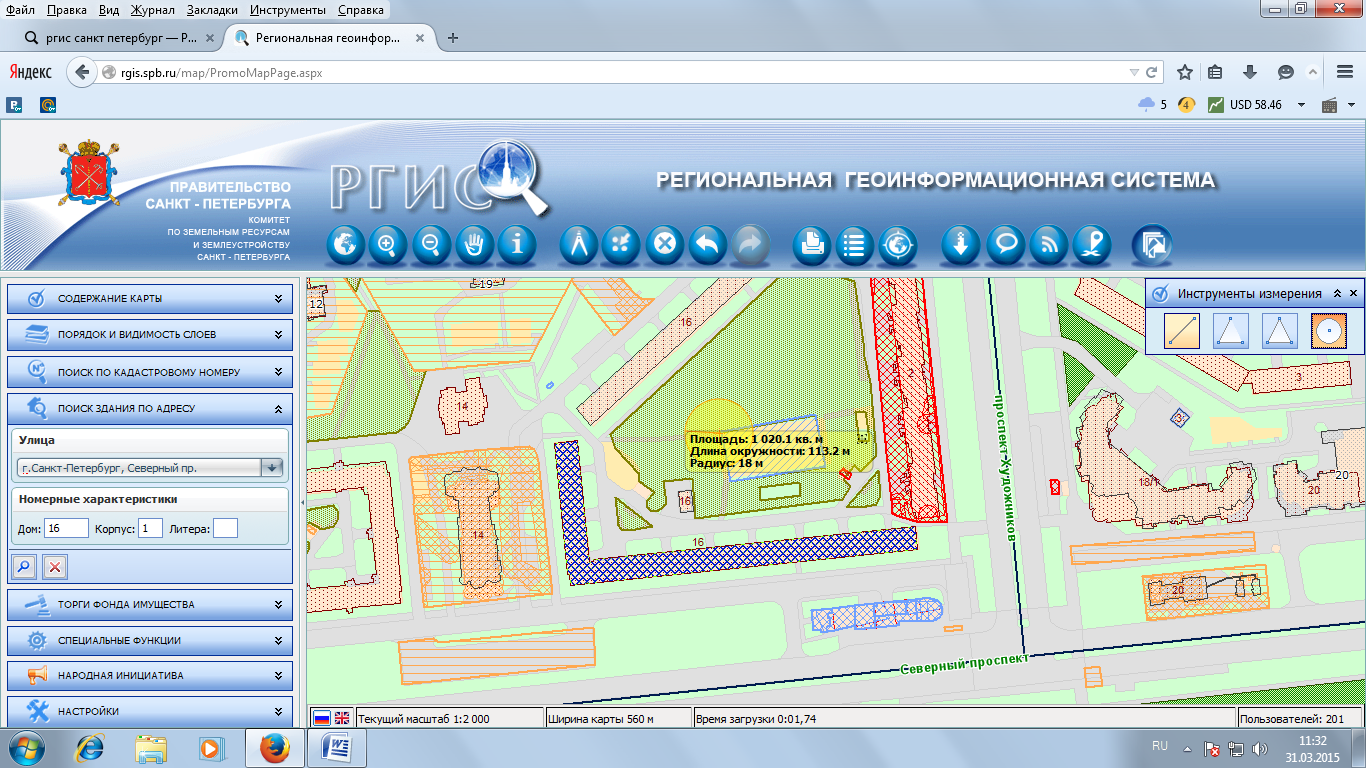 Файл Правка Вид Журнал Закладки Инструменты Справка
ргис санкт петербург — Р...
Региональная геоинфор...
Яндекс
rgis.spb.ru/map/PromoMapPage.aspx
5
4
USD 58.46
ПРАВИТЕЛЬСТВО
САНКТ - ПЕТЕРБУРГА
КОМИТЕТ
ПО ЗЕМЕЛЬНЫМ РЕСУРСАМ
И ЗЕМЛЕУСТРОЙСТВУ
САНКТ - ПЕТЕРБУРГА
РГИС
РЕГИОНАЛЬНАЯ ГЕОИНФОРМАЦИОННАЯ СИСТЕМА
СОДЕРЖАНИЕ КАРТЫ
ПОРЯДОК И ВИДИМОСТЬ СЛОЕВ
ПОИСК ПО КАДАСТРОВОМУ НОМЕРУ
ПОИСК ЗДАНИЯ ПО АДРЕСУ
Улица
г.Санкт-Петербург, Северный пр.
Номерные характеристики
Дом: 16 Корпус: 1 Литера:
ТОРГИ ФОНДА ИМУЩЕСТВА
СПЕЦИАЛЬНЫЕ ФУНКЦИИ
НАРОДНАЯ ИНИЦИАТИВА
НАСТРОЙКИ
Инструменты измерения
19
12
16
2
3
14
3
Площадь: 1 020.1 кв. м
Длина окружности: 113.2 м
Радиус: 18 м
проспект Художников
18/1
20
20
16
14
16
20
Северный проспект
Текущий масштаб 1:2 000
Ширина карты 560 м
Время загрузки 0:01,74
Пользователей: 201
RU
11:32
31.03.2015